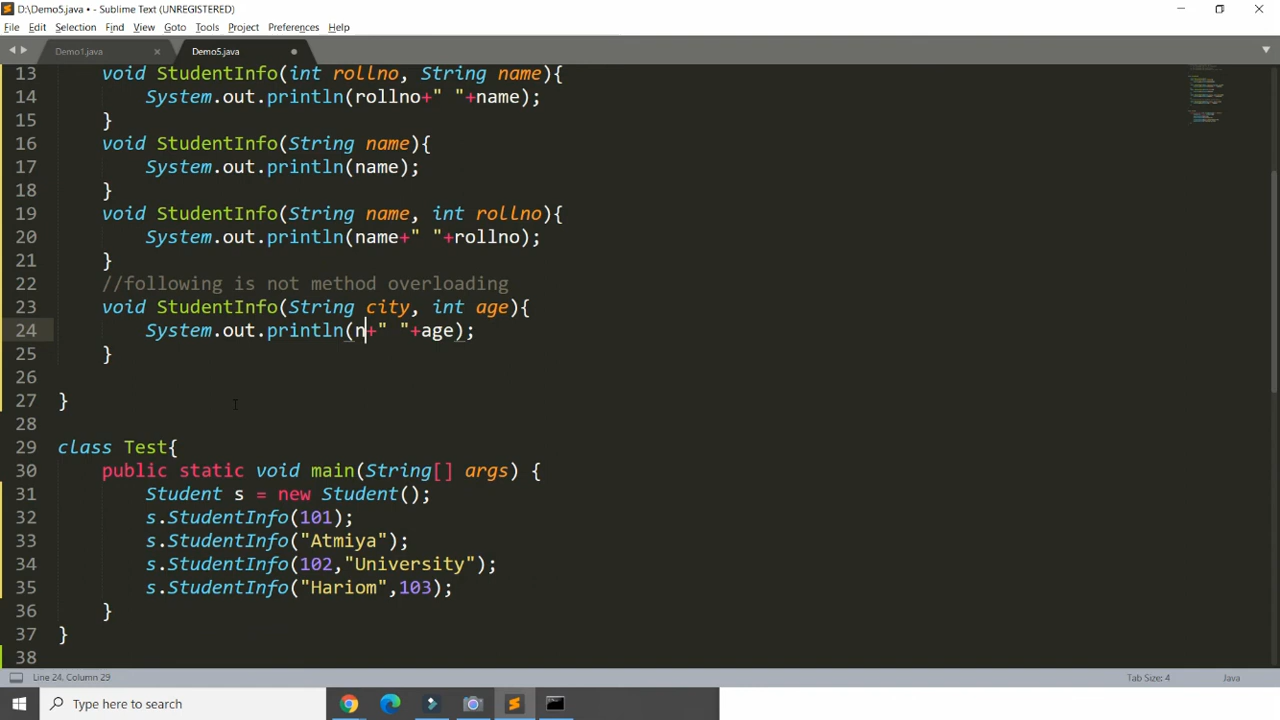 D:\Demo5.java • - Sublime Text (UNREGISTERED)
File Edit Selection Find View Goto Tools Project Preferences Help
Demo1.java × Demo5.java
13 void StudentInfo(int rollno, String name){
14 System.out.println(rollno+" "+name);
15 }
16 void StudentInfo(String name){
17 System.out.println(name);
18 }
19 void StudentInfo(String name, int rollno){
20 System.out.println(name+" "+rollno);
21 }
22 //following is not method overloading
23 void StudentInfo(String city, int age){
24 System.out.println(n+" "+age);
25 }
26
27 }
28
29 class Test{
30 public static void main(String[] args) {
31 Student s = new Student();
32 s.StudentInfo(101);
33 s.StudentInfo("Atmiya");
34 s.StudentInfo(102,"University");
35 s.StudentInfo("Hariom",103);
36 }
37 }
38
Line 24, Column 29 Tab Size: 4 Java
Type here to search